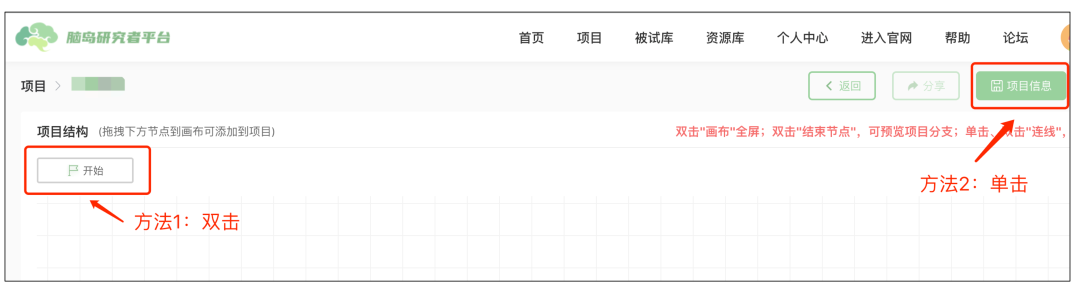 脑岛研究者平台 首页 项目 被试库 资源库 个人中心 进入官网 帮助 论坛
项目 > 返回 分享 项目信息
项目结构 (拖拽下方节点到画布可添加到项目) 双击"画布"全屏；双击"结束节点"，可预览项目分支；单击、双击"连线"，
开始
方法1：双击
方法2：单击